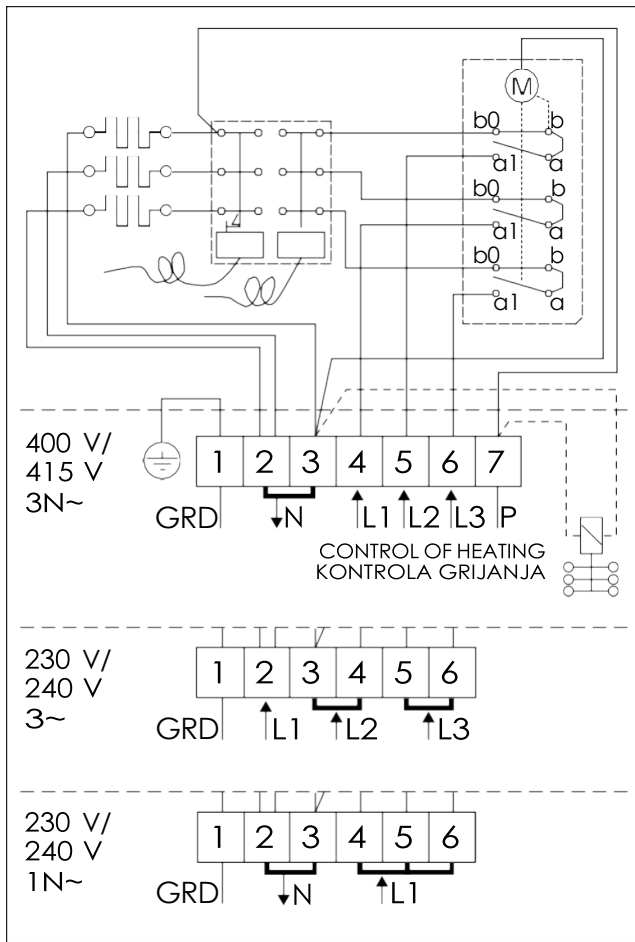 M
b0 b
a1 a
b0 b
a1 a
b0 b
a1 a
400 V/
415 V
3N~
1 2 3 4 5 6 7
GRD N L1 L2 L3 P
CONTROL OF HEATING
KONTROLA GRIJANJA
230 V/
240 V
3~
1 2 3 4 5 6
GRD L1 L2 L3
230 V/
240 V
1N~
1 2 3 4 5 6
GRD N L1